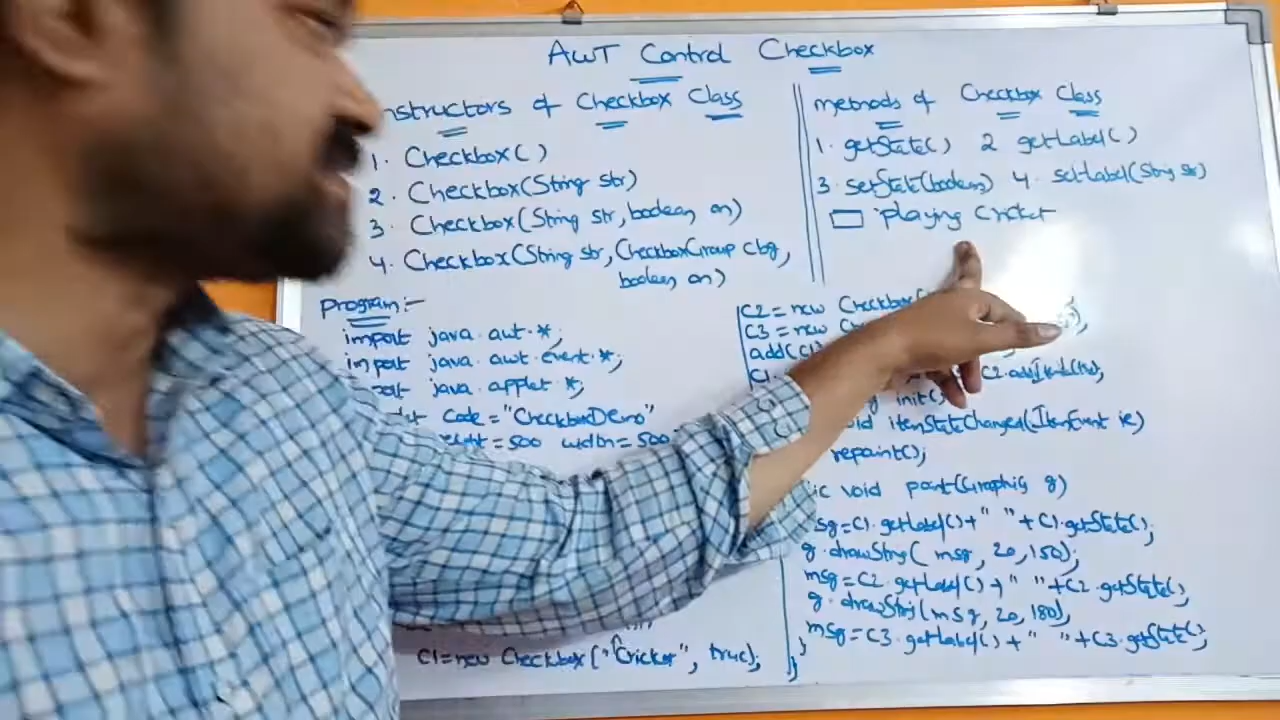 AWT Control Checkbox
nstructors of Checkbox Class
1. Checkbox()
2. Checkbox(String str)
3. Checkbox(String str, boolean on)
4. Checkbox(String str, CheckboxGroup cbg,
boolean on)
methods of Checkbox Class
1. getState() 2 getLabel()
3 setState(boolean) 4. setLabel(String str)
playing cricket
Program:-
import java.awt.*;
import java.awt.event.*;
port java.applet.*;
code="CheckboxDemo"
=500 width=500
C1=new Checkbox("Cricket", true);
C2=new Checkbox(
C3=new
add(C1)
C1.
init()
void itemStateChanged(ItemEvent ie)
repaint();
ic void paint(Graphics g)
sg=C1.getLabel()+" "+C1.getState();
g.drawString(msg, 20, 150);
msg=C2.getLabel()+" "+C2.getState();
g.drawString(msg, 20, 180);
msg=C3.getLabel()+" "+C3.getState();
}
}